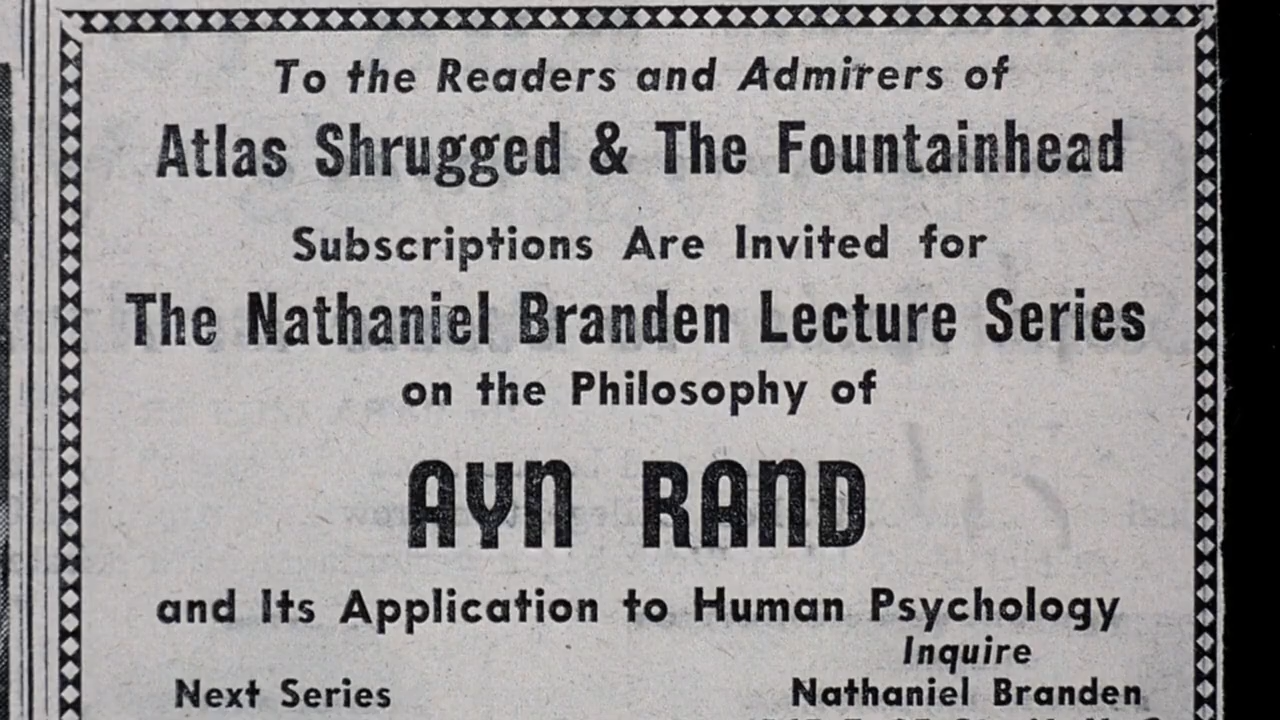 To the Readers and Admirers of
Atlas Shrugged & The Fountainhead
Subscriptions Are Invited for
The Nathaniel Branden Lecture Series
on the Philosophy of
AYN RAND
and Its Application to Human Psychology
Inquire
Next Series Nathaniel Branden